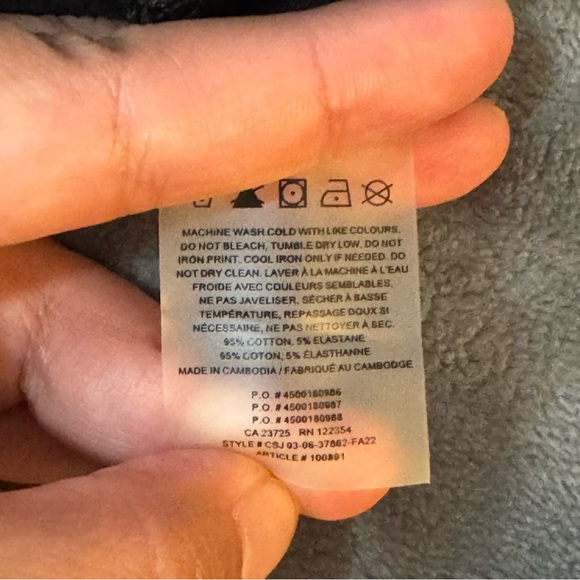 MACHINE WASH COLD WITH LIKE COLOURS.
DO NOT BLEACH, TUMBLE DRY LOW. DO NOT
IRON PRINT. COOL IRON ONLY IF NEEDED. DO
NOT DRY CLEAN. LAVER À LA MACHINE À L'EAU
FROIDE AVEC COULEURS SEMBLABLES.
NE PAS JAVELISER, SÉCHER À BASSE
TEMPÉRATURE, REPASSAGE DOUX SI
NÉCESSAIRE, NE PAS NETTOYER À SEC.
95% COTTON, 5% ELASTANE
95% COTON, 5% ÉLASTHANNE
MADE IN CAMBODIA / FABRIQUÉ AU CAMBODGE
P.O. # 4500180986
P.O. # 4500180987
P.O. # 4500180988
CA 23725 RN 122354
STYLE # CSJ 03-06-37862-FA22
ARTICLE # 100891